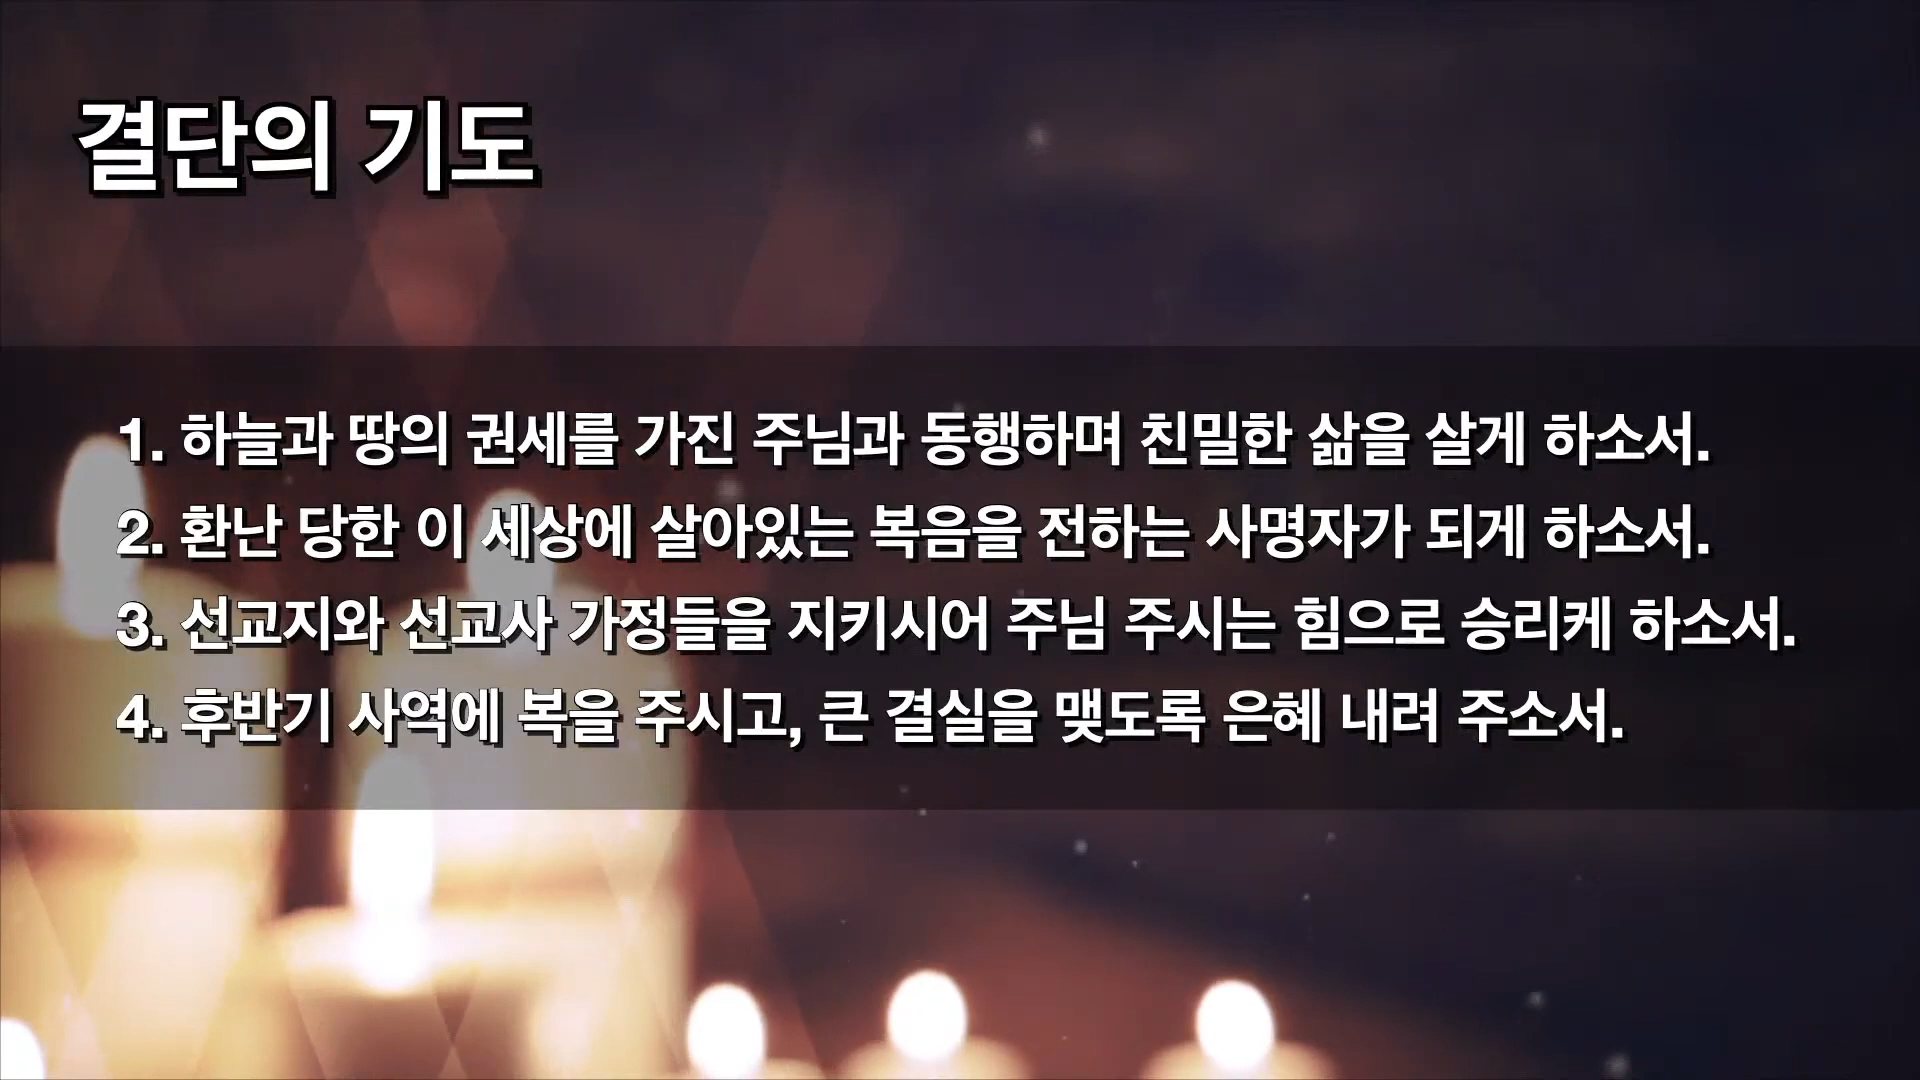 결단의 기도
1. 하늘과 땅의 권세를 가진 주님과 동행하며 친밀한 삶을 살게 하소서.
2. 환난 당한 이 세상에 살아있는 복음을 전하는 사명자가 되게 하소서.
3. 선교지와 선교사 가정들을 지키시어 주님 주시는 힘으로 승리케 하소서.
4. 후반기 사역에 복을 주시고, 큰 결실을 맺도록 은혜 내려 주소서.